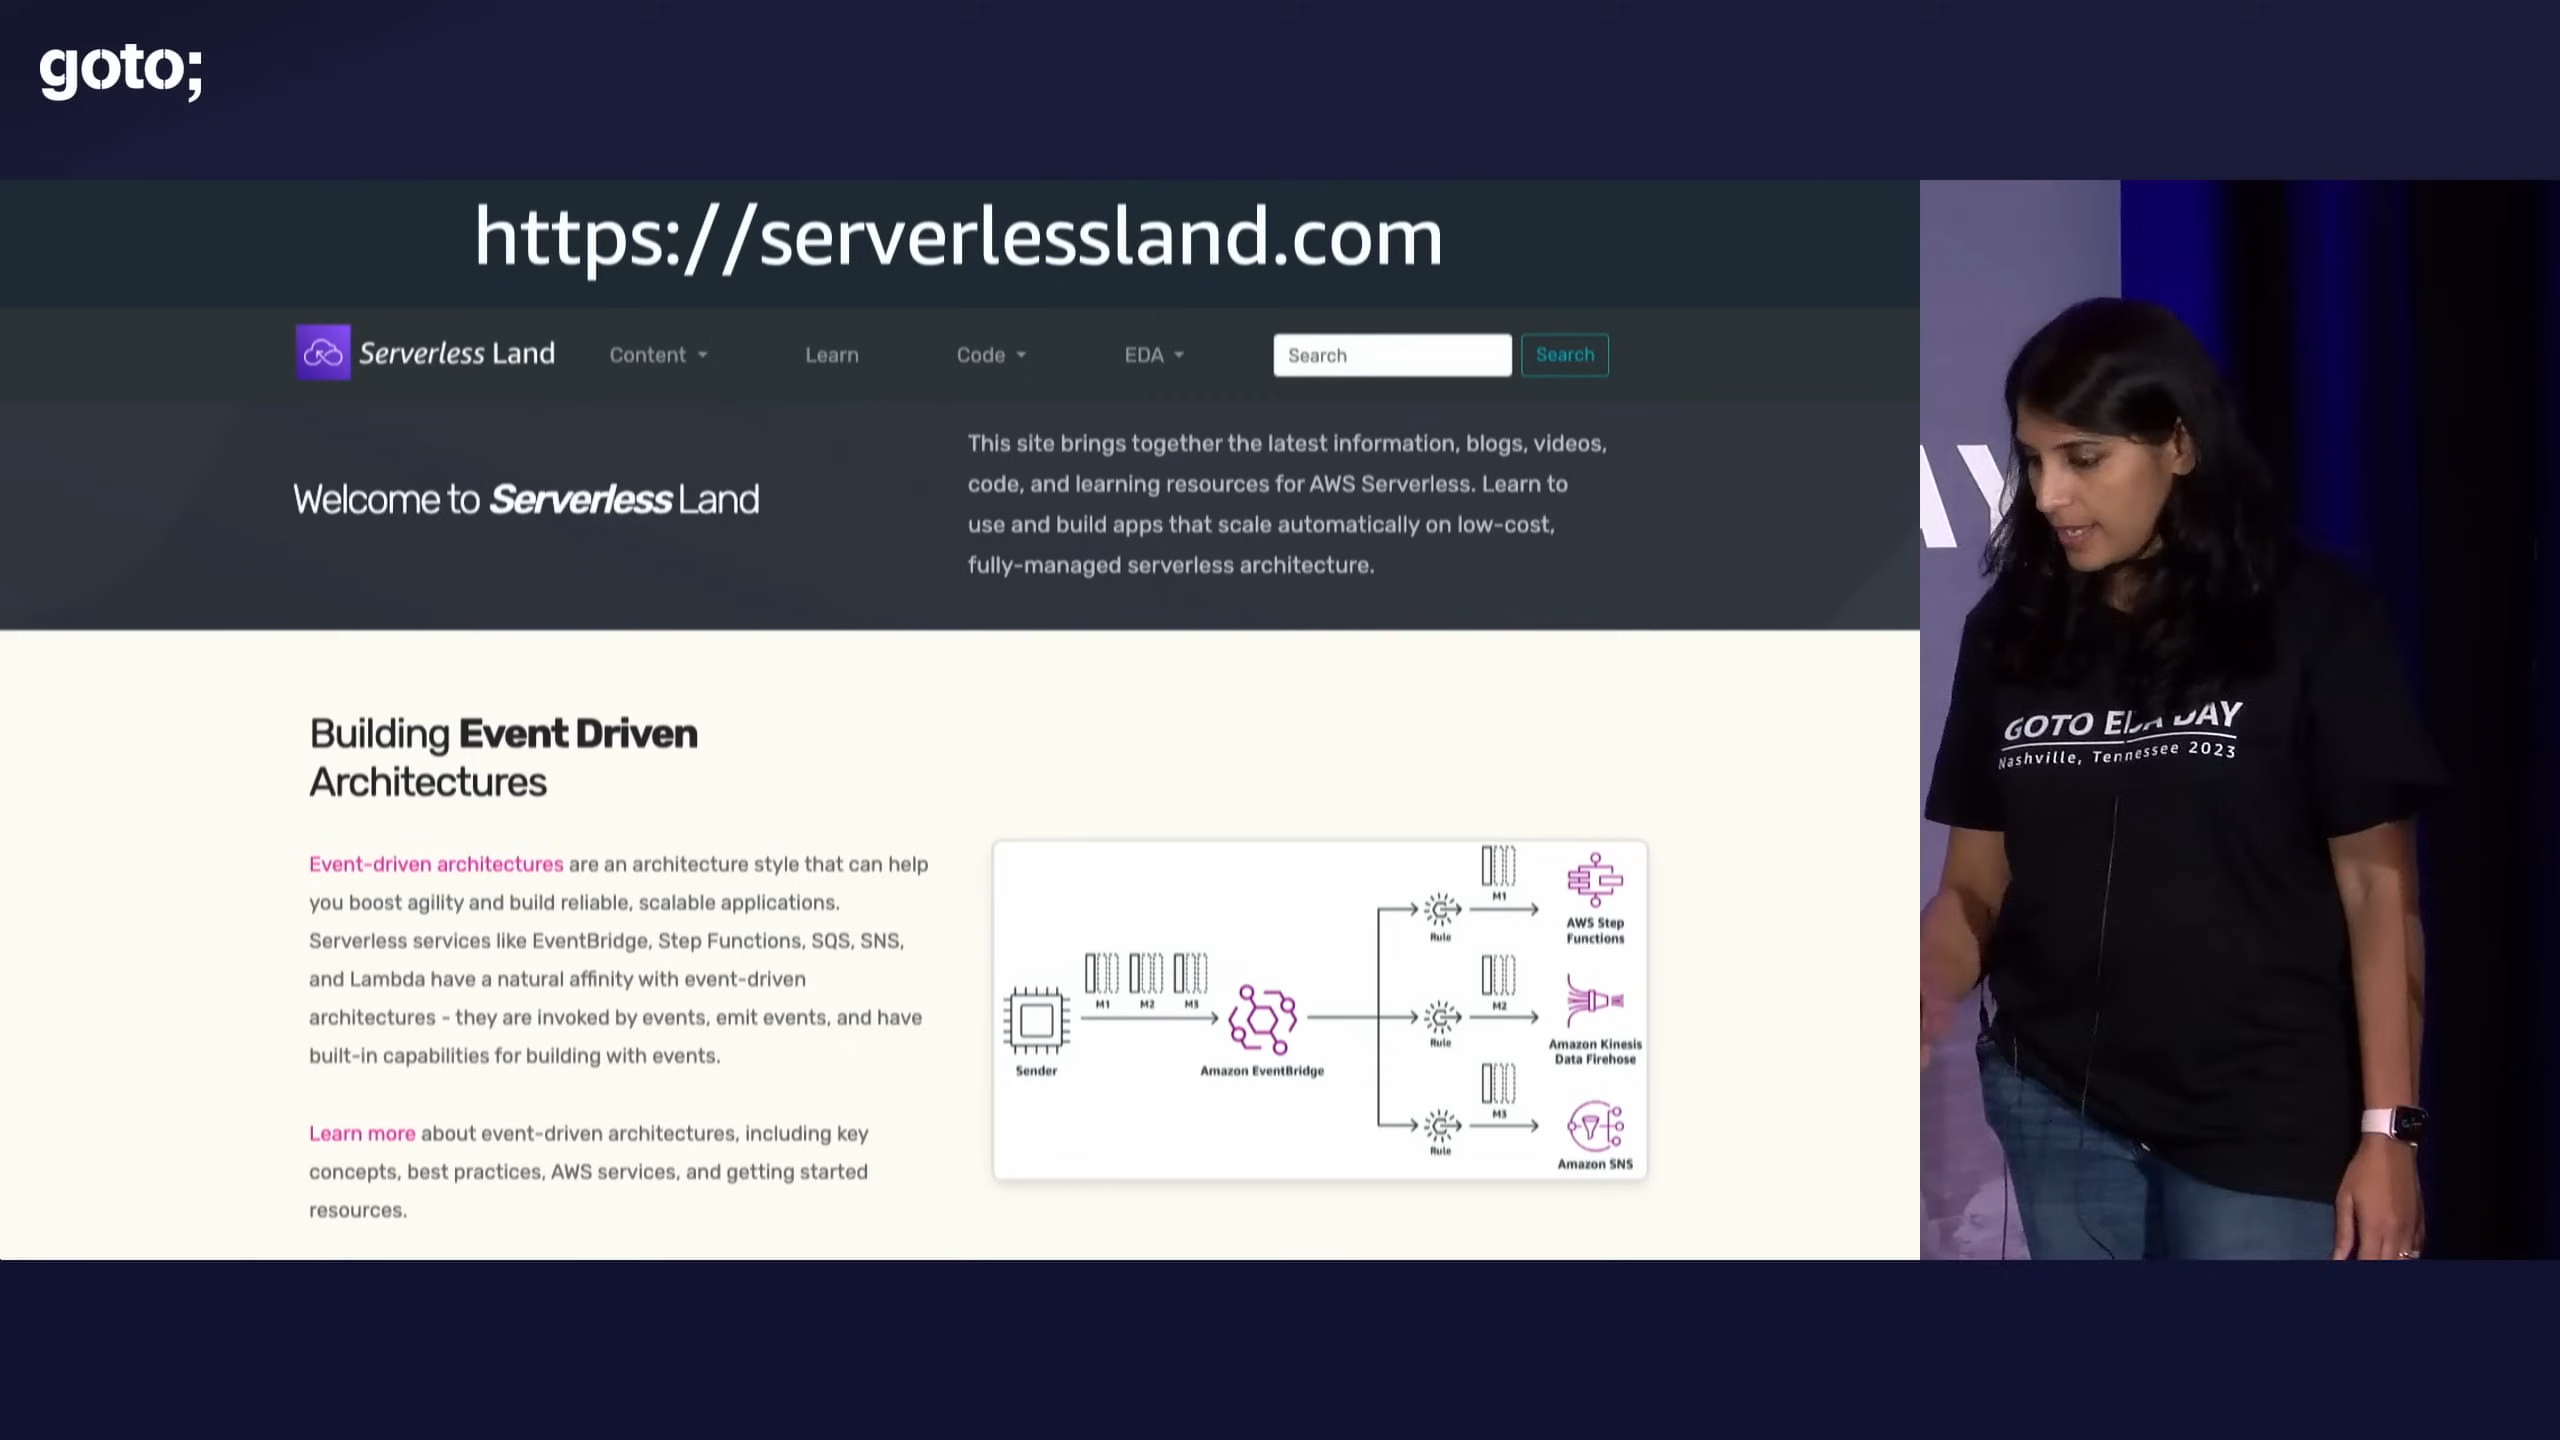 goto;
https://serverlessland.com
Serverless Land
Content
Learn
Code
EDA
Search
Search
Welcome to Serverless Land
This site brings together the latest information, blogs, videos,
code, and learning resources for AWS Serverless. Learn to
use and build apps that scale automatically on low-cost,
fully-managed serverless architecture.
Building Event Driven
Architectures
Event-driven architectures are an architecture style that can help
you boost agility and build reliable, scalable applications.
Serverless services like EventBridge, Step Functions, SQS, SNS,
and Lambda have a natural affinity with event-driven
architectures - they are invoked by events, emit events, and have
built-in capabilities for building with events.
Learn more about event-driven architectures, including key
concepts, best practices, AWS services, and getting started
resources.
Sender
M1
M2
M3
Amazon EventBridge
Rule
M1
AWS Step
Functions
Rule
M2
Amazon Kinesis
Data Firehose
Rule
M3
Amazon SNS
AY
GOTO EDA DAY
Nashville, Tennessee 2023